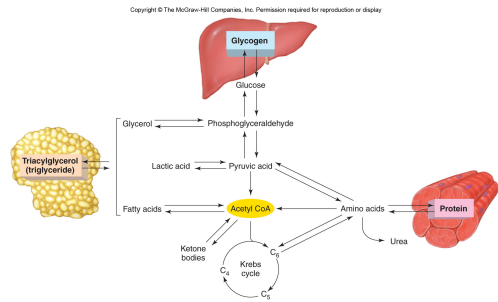 Copyright © The McGraw-Hill Companies, Inc. Permission required for reproduction or display
Glycogen
Glucose
Glycerol
Phosphoglyceraldehyde
Triacylglycerol
(triglyceride)
Lactic acid
Pyruvic acid
Fatty acids
Acetyl CoA
Amino acids
Protein
Urea
Ketone
bodies
C6
Krebs
cycle
C4
C5